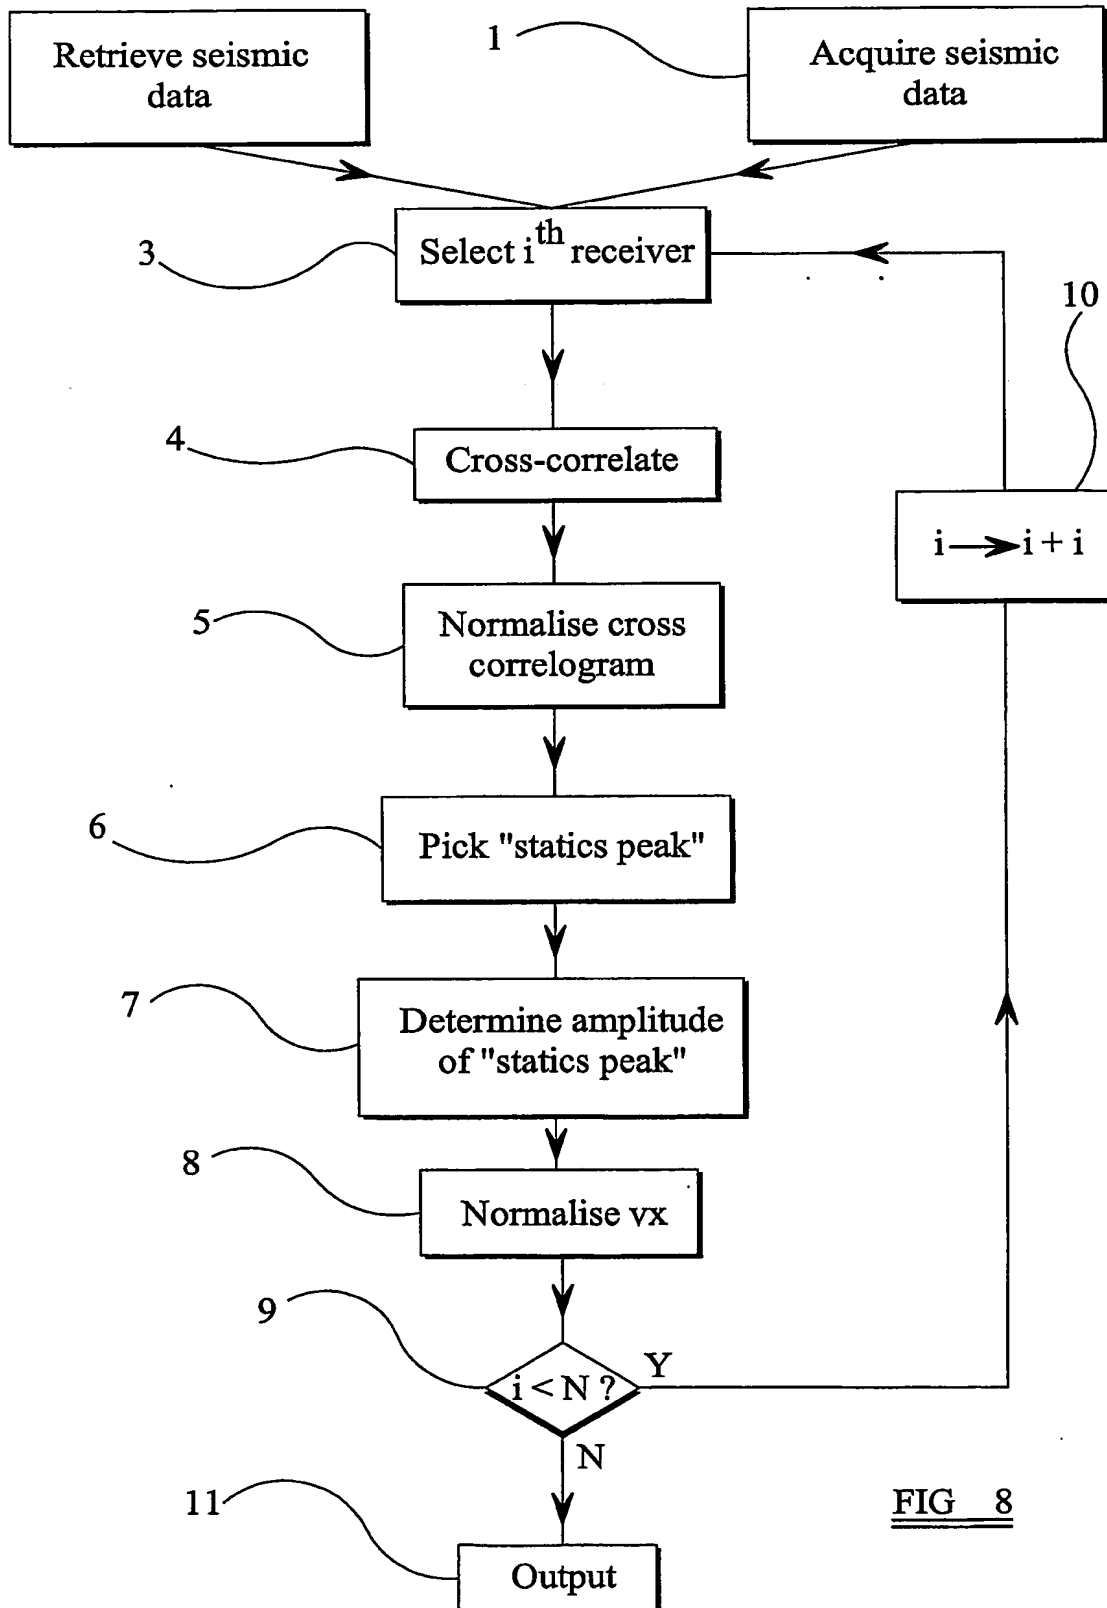 Retrieve seismic
data
1
Acquire seismic
data
3
Select i^th receiver
10
4
Cross-correlate
i → i + i
5
Normalise cross
correlogram
6
Pick "statics peak"
7
Determine amplitude
of "statics peak"
8
Normalise vx
9
i < N ?
Y
N
11
Output
FIG 8